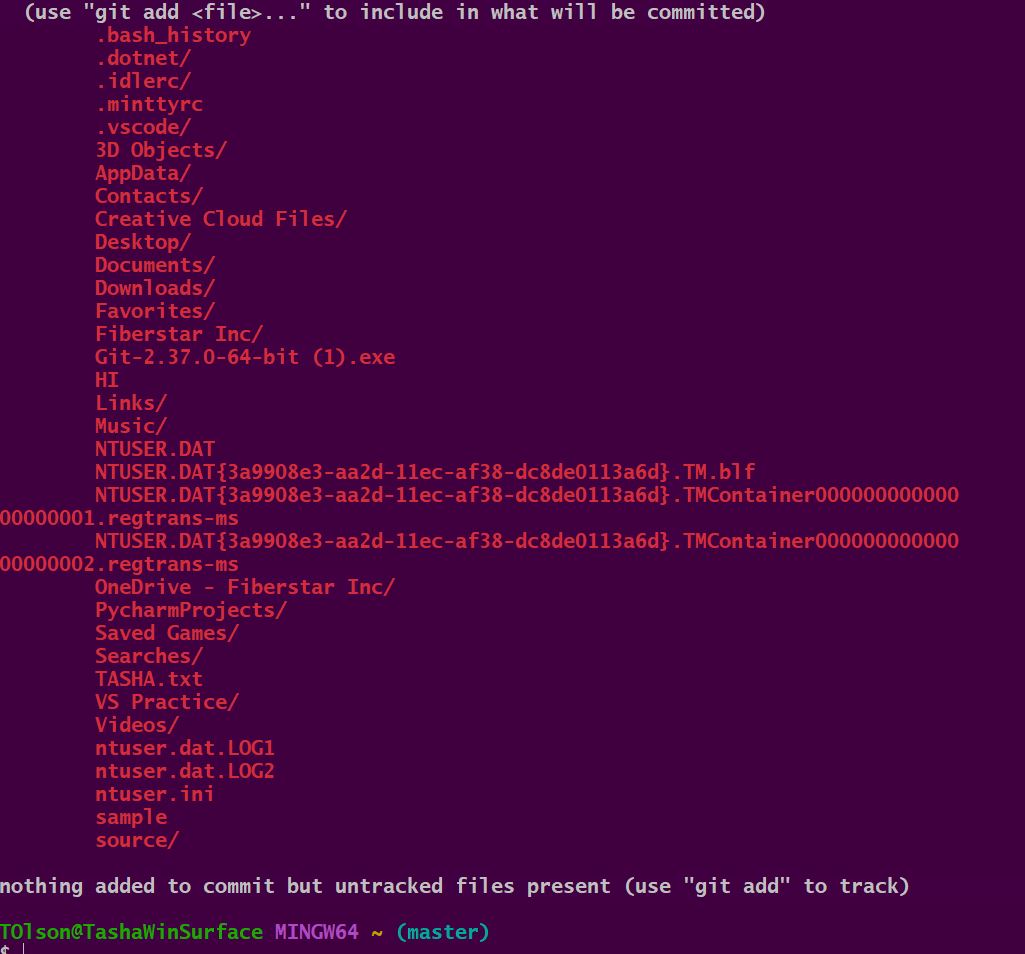 (use "git add <file>..." to include in what will be committed)
.bash_history
.dotnet/
.idlerc/
.minttyrc
.vscode/
3D Objects/
AppData/
Contacts/
Creative Cloud Files/
Desktop/
Documents/
Downloads/
Favorites/
Fiberstar Inc/
Git-2.37.0-64-bit (1).exe
HI
Links/
Music/
NTUSER.DAT
NTUSER.DAT{3a9908e3-aa2d-11ec-af38-dc8de0113a6d}.TM.blf
NTUSER.DAT{3a9908e3-aa2d-11ec-af38-dc8de0113a6d}.TMContainer000000000000
00000001.regtrans-ms
NTUSER.DAT{3a9908e3-aa2d-11ec-af38-dc8de0113a6d}.TMContainer000000000000
00000002.regtrans-ms
OneDrive - Fiberstar Inc/
PycharmProjects/
Saved Games/
Searches/
TASHA.txt
VS Practice/
Videos/
ntuser.dat.LOG1
ntuser.dat.LOG2
ntuser.ini
sample
source/
nothing added to commit but untracked files present (use "git add" to track)
TOlson@TashaWinSurface MINGW64 ~ (master)
$